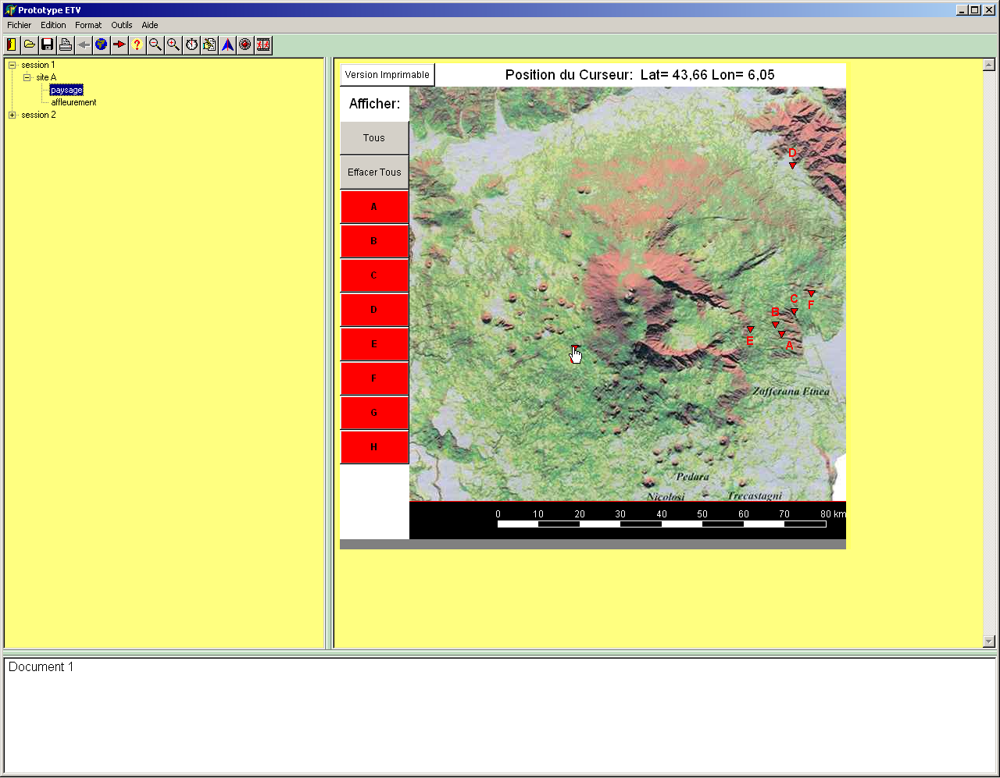 Prototype ETV
Fichier Edition Format Outils Aide
session 1
site A
paysage
affleurement
session 2
Version Imprimable
Position du Curseur: Lat= 43,66 Lon= 6,05
Afficher:
Tous
Effacer Tous
A
B
C
D
E
F
G
H
D
C
F
B
E
A
Zafferana Etnea
Pedara
Nicolosi
Trecastagni
0 10 20 30 40 50 60 70 80 km
Document 1